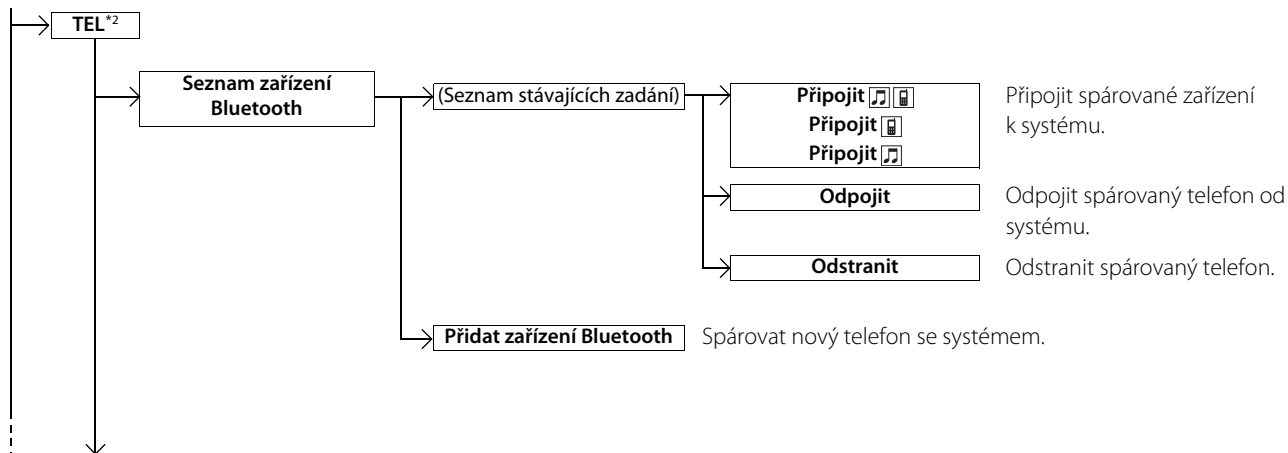 TEL*2
Seznam zařízení
Bluetooth
(Seznam stávajících zadání)
Připojit
Připojit
Připojit
Připojit spárované zařízení
k systému.
Odpojit
Odpojit spárovaný telefon od
systému.
Odstranit
Odstranit spárovaný telefon.
Přidat zařízení Bluetooth
Spárovat nový telefon se systémem.